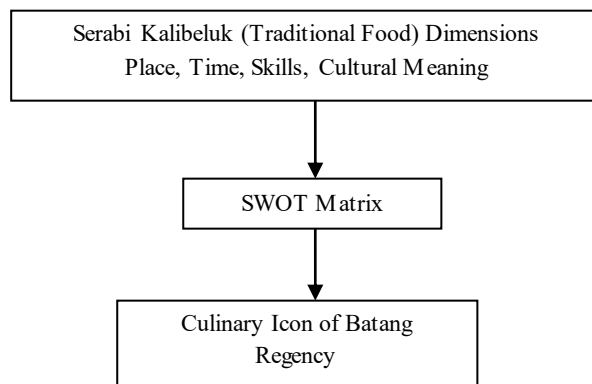 Serabi Kalibeluk (Traditional Food) Dimensions
Place, Time, Skills, Cultural Meaning
SWOT Matrix
Culinary Icon of Batang
Regency